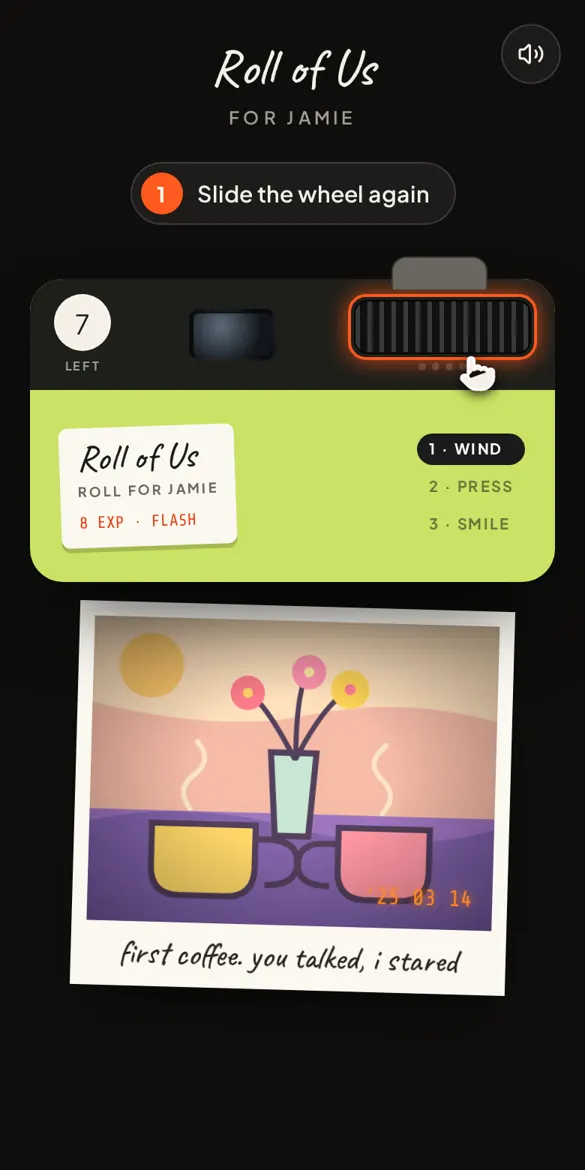 Roll of Us
FOR JAMIE
1 Slide the wheel again
7
LEFT
Roll of Us
ROLL FOR JAMIE
8 EXP · FLASH
1 · WIND
2 · PRESS
3 · SMILE
'25 03 14
first coffee. you talked, i stared